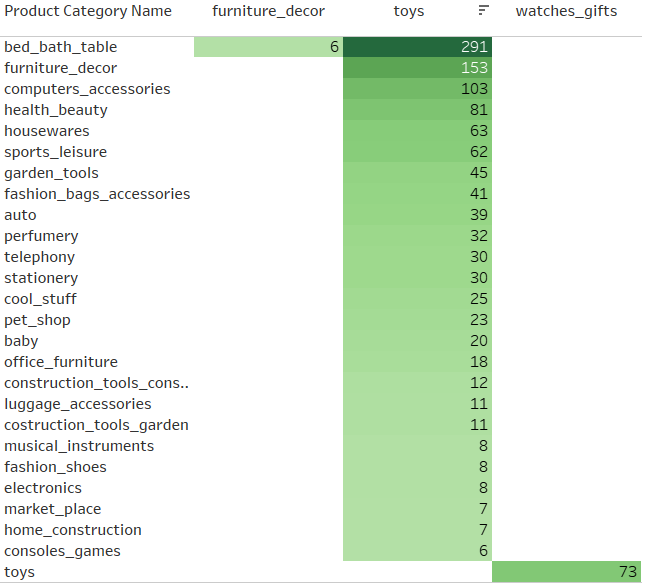 Product Category Name furniture_decor toys watches_gifts
bed_bath_table 6 291
furniture_decor 153
computers_accessories 103
health_beauty 81
housewares 63
sports_leisure 62
garden_tools 45
fashion_bags_accessories 41
auto 39
perfumery 32
telephony 30
stationery 30
cool_stuff 25
pet_shop 23
baby 20
office_furniture 18
construction_tools_cons.. 12
luggage_accessories 11
costruction_tools_garden 11
musical_instruments 8
fashion_shoes 8
electronics 8
market_place 7
home_construction 7
consoles_games 6
toys 73